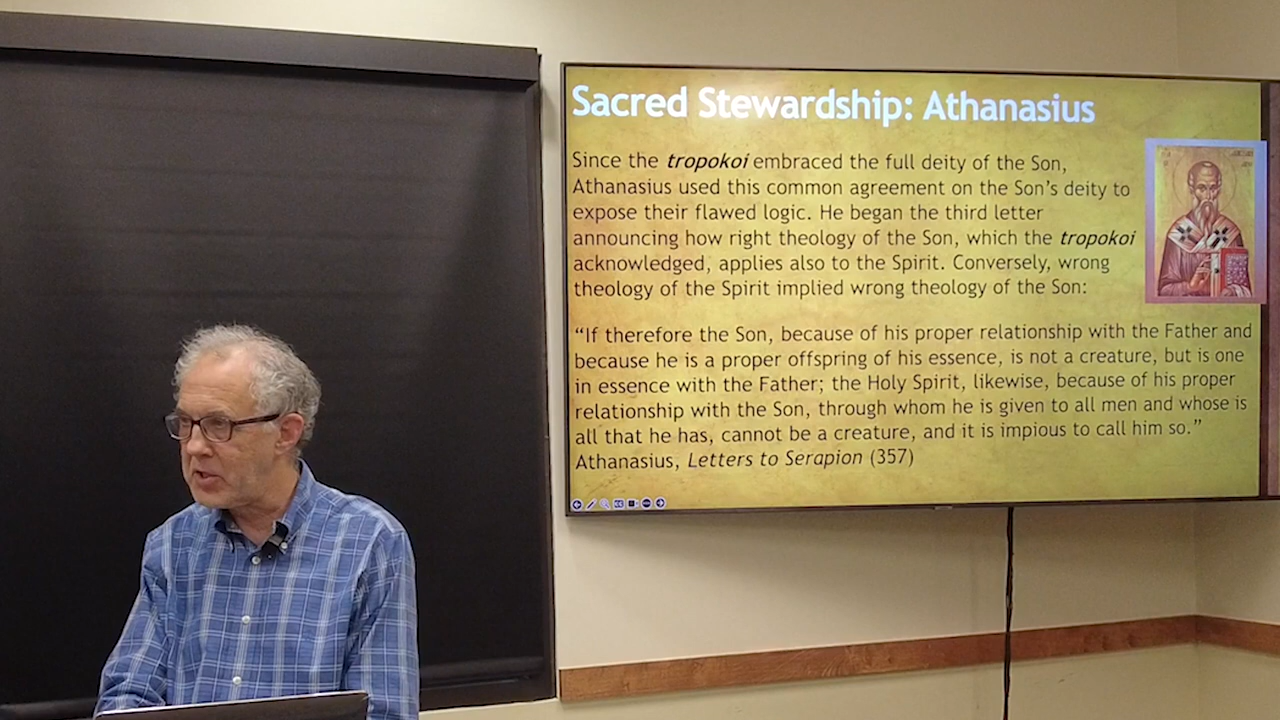 Sacred Stewardship: Athanasius
Since the tropokoi embraced the full deity of the Son,
Athanasius used this common agreement on the Son's deity to
expose their flawed logic. He began the third letter
announcing how right theology of the Son, which the tropokoi
acknowledged, applies also to the Spirit. Conversely, wrong
theology of the Spirit implied wrong theology of the Son:
“If therefore the Son, because of his proper relationship with the Father and
because he is a proper offspring of his essence, is not a creature, but is one
in essence with the Father; the Holy Spirit, likewise, because of his proper
relationship with the Son, through whom he is given to all men and whose is
all that he has, cannot be a creature, and it is impious to call him so.”
Athanasius, Letters to Serapion (357)